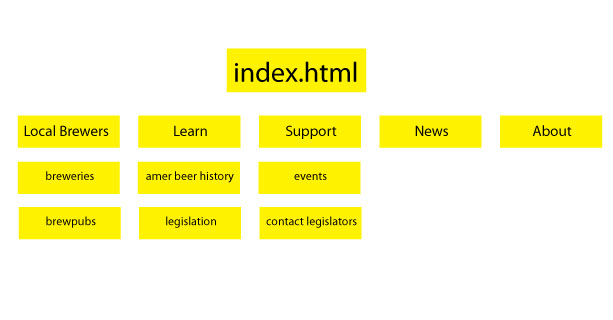 index.html
Local Brewers
Learn
Support
News
About
breweries
amer beer history
events
brewpubs
legislation
contact legislators